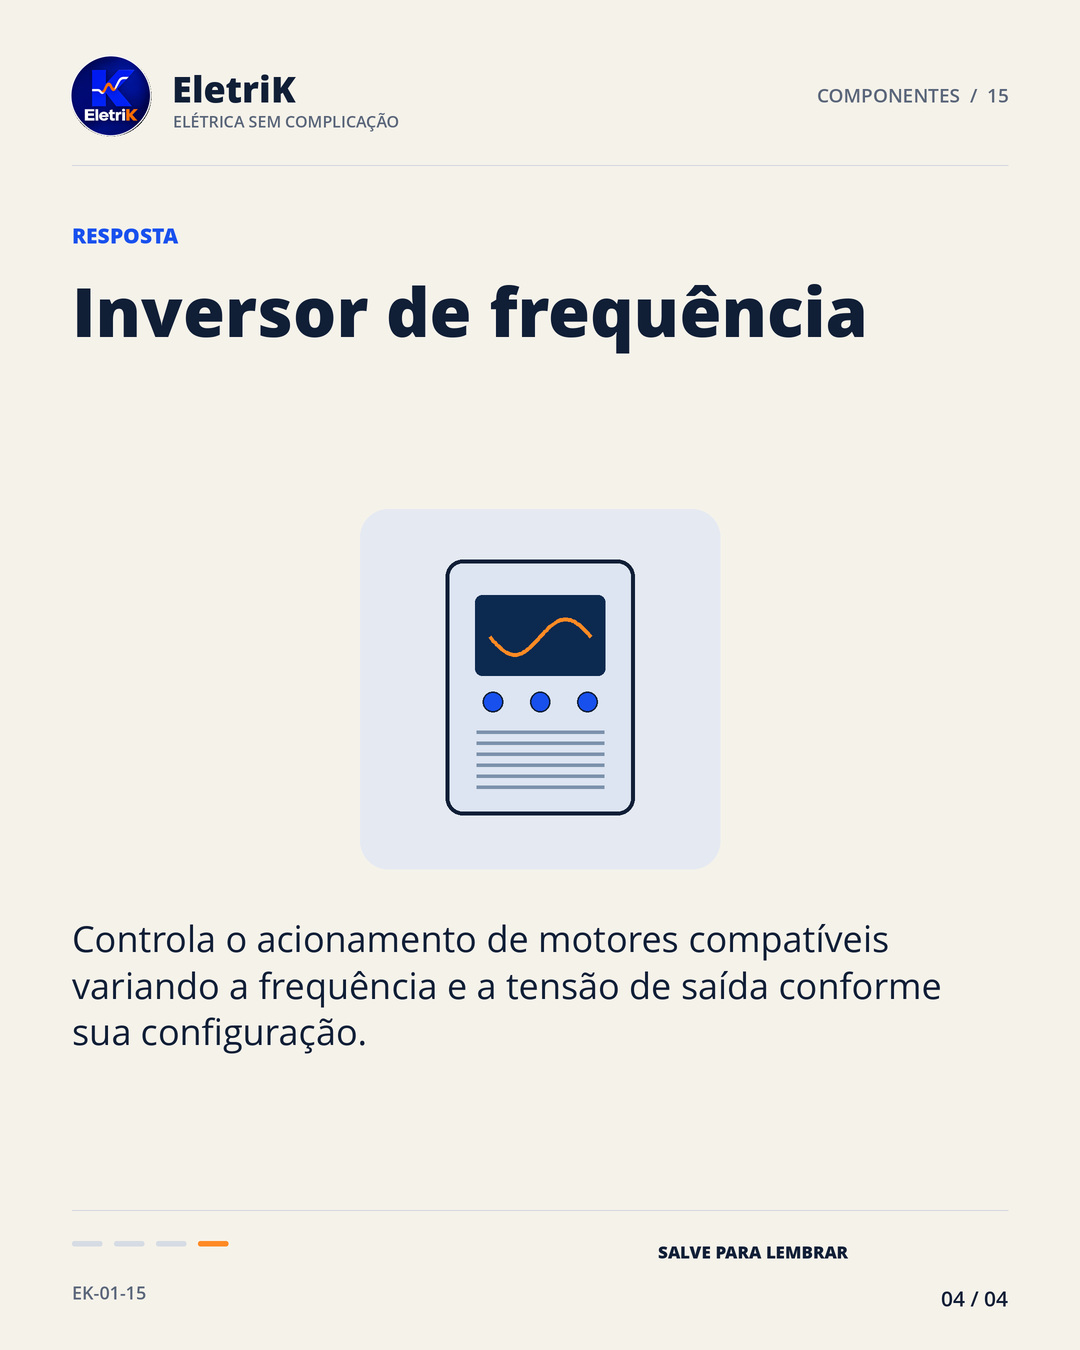 EletriK
EletriK
ELÉTRICA SEM COMPLICAÇÃO
COMPONENTES / 15
RESPOSTA
Inversor de frequência
Controla o acionamento de motores compatíveis
variando a frequência e a tensão de saída conforme
sua configuração.
SALVE PARA LEMBRAR
EK-01-15
04 / 04